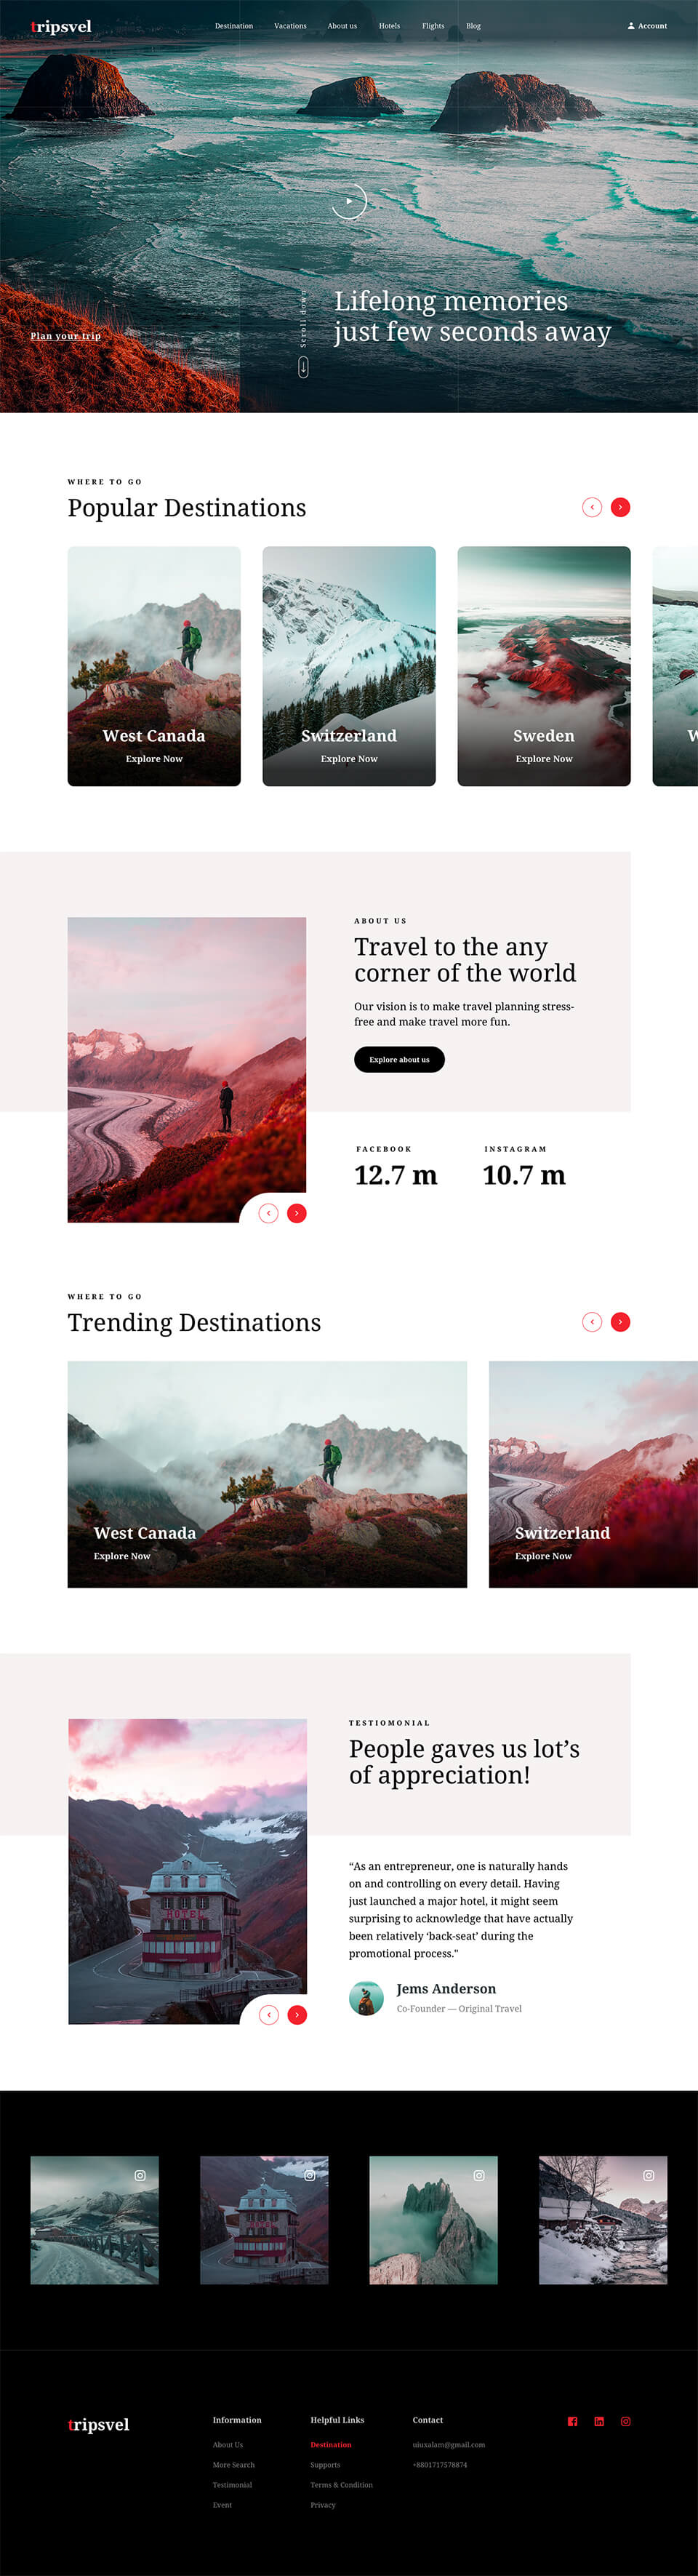 tripsvel
Destination
Vacations
About us
Hotels
Flights
Blog
Account
Lifelong memories
just few seconds away
Scroll down
Plan your trip
WHERE TO GO
Popular Destinations
West Canada
Explore Now
Switzerland
Explore Now
Sweden
Explore Now
W
ABOUT US
Travel to the any
corner of the world
Our vision is to make travel planning stress-
free and make travel more fun.
Explore about us
FACEBOOK
12.7 m
INSTAGRAM
10.7 m
WHERE TO GO
Trending Destinations
West Canada
Explore Now
Switzerland
Explore Now
TESTIOMONIAL
People gaves us lot’s
of appreciation!
HOTEL
“As an entrepreneur, one is naturally hands
on and controlling on every detail. Having
just launched a major hotel, it might seem
surprising to acknowledge that have actually
been relatively ‘back-seat’ during the
promotional process."
Jems Anderson
Co-Founder — Original Travel
HOTEL
tripsvel
Information
About Us
More Search
Testimonial
Event
Helpful Links
Destination
Supports
Terms & Condition
Privacy
Contact
uiuxalam@gmail.com
+8801717578874